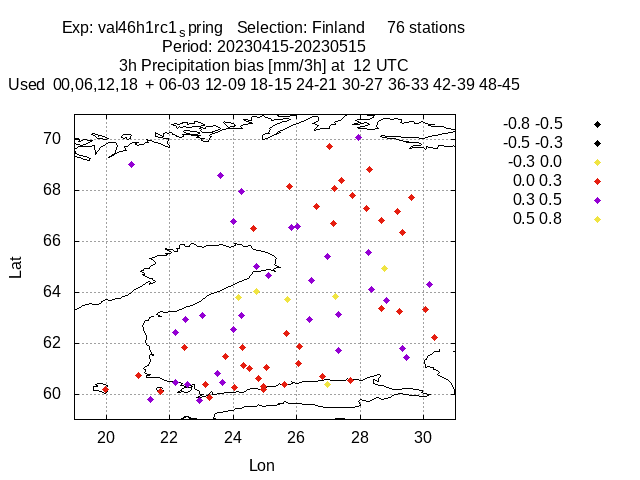 Exp: val46h1rc1spring Selection: Finland 76 stations
Period: 20230415-20230515
3h Precipitation bias [mm/3h] at 12 UTC
Used 00,06,12,18 + 06-03 12-09 18-15 24-21 30-27 36-33 42-39 48-45
-0.8 -0.5
-0.5 -0.3
-0.3 0.0
0.0 0.3
0.3 0.5
0.5 0.8
70
68
66
64
62
60
Lat
20 22 24 26 28 30
Lon